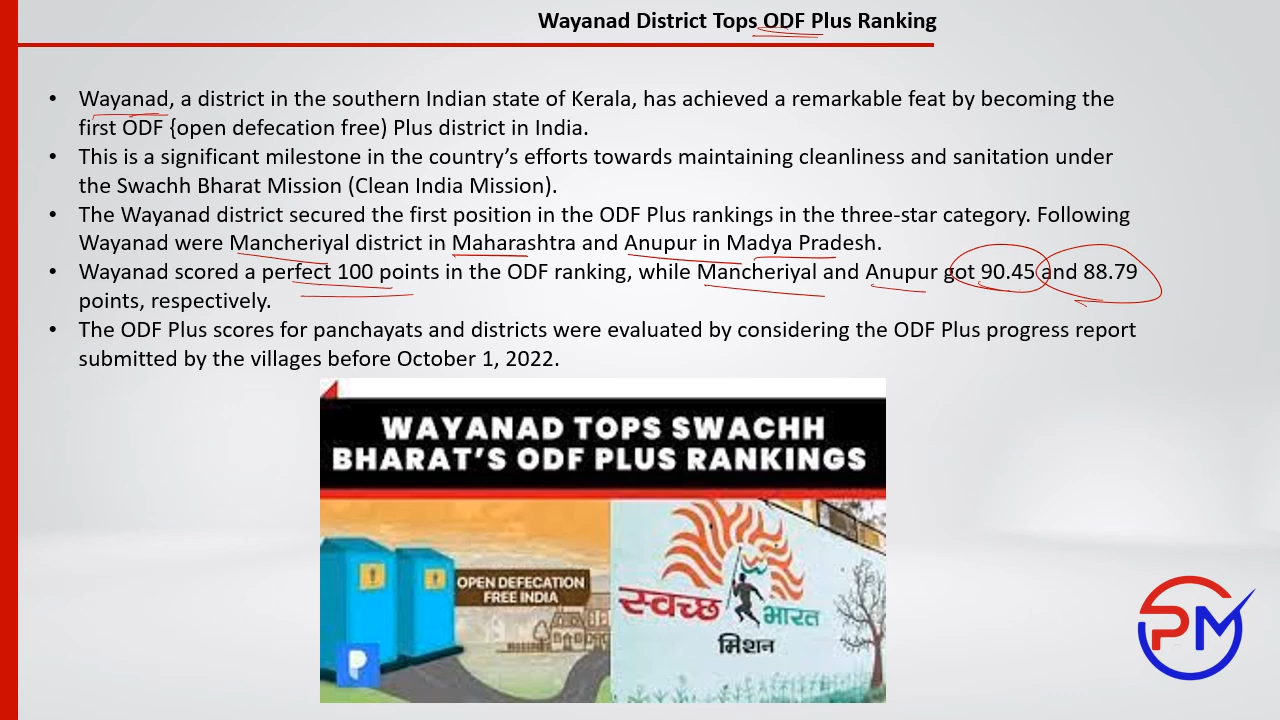 Wayanad District Tops ODF Plus Ranking
• Wayanad, a district in the southern Indian state of Kerala, has achieved a remarkable feat by becoming the
first ODF {open defecation free) Plus district in India.
• This is a significant milestone in the country’s efforts towards maintaining cleanliness and sanitation under
the Swachh Bharat Mission (Clean India Mission).
• The Wayanad district secured the first position in the ODF Plus rankings in the three-star category. Following
Wayanad were Mancheriyal district in Maharashtra and Anupur in Madya Pradesh.
• Wayanad scored a perfect 100 points in the ODF ranking, while Mancheriyal and Anupur got 90.45 and 88.79
points, respectively.
• The ODF Plus scores for panchayats and districts were evaluated by considering the ODF Plus progress report
submitted by the villages before October 1, 2022.
WAYANAD TOPS SWACHH
BHARAT’S ODF PLUS RANKINGS
OPEN DEFECATION
FREE INDIA
स्वच्छ भारत
मिशन
P
PM